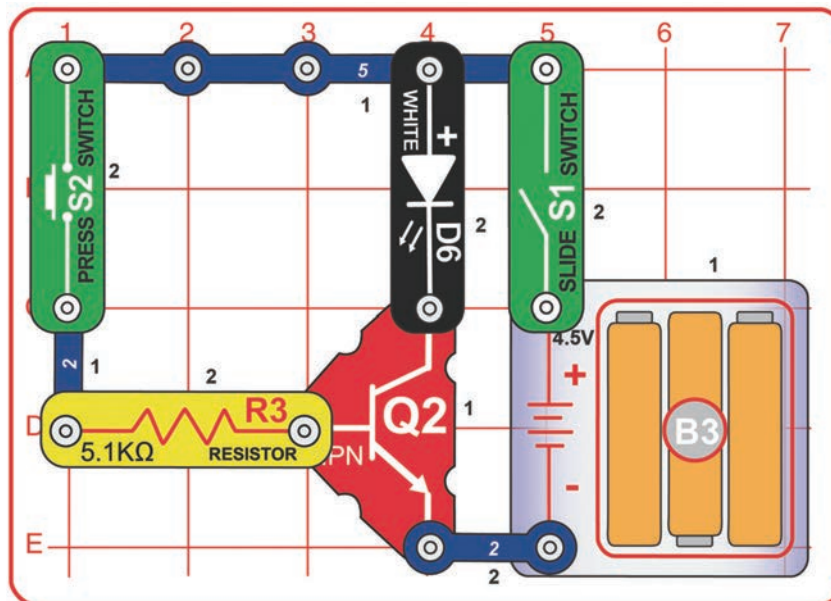 1 2 3 4 5 6 7
A
5
1
PRESS SWITCH
S2
2
WHITE
+
D6
2
SLIDE SWITCH
S1
2
1
C
4.5V
+
-
B3
2
1
2
D
R3
5.1KΩ
RESISTOR
NPN
Q2
1
E
2
2